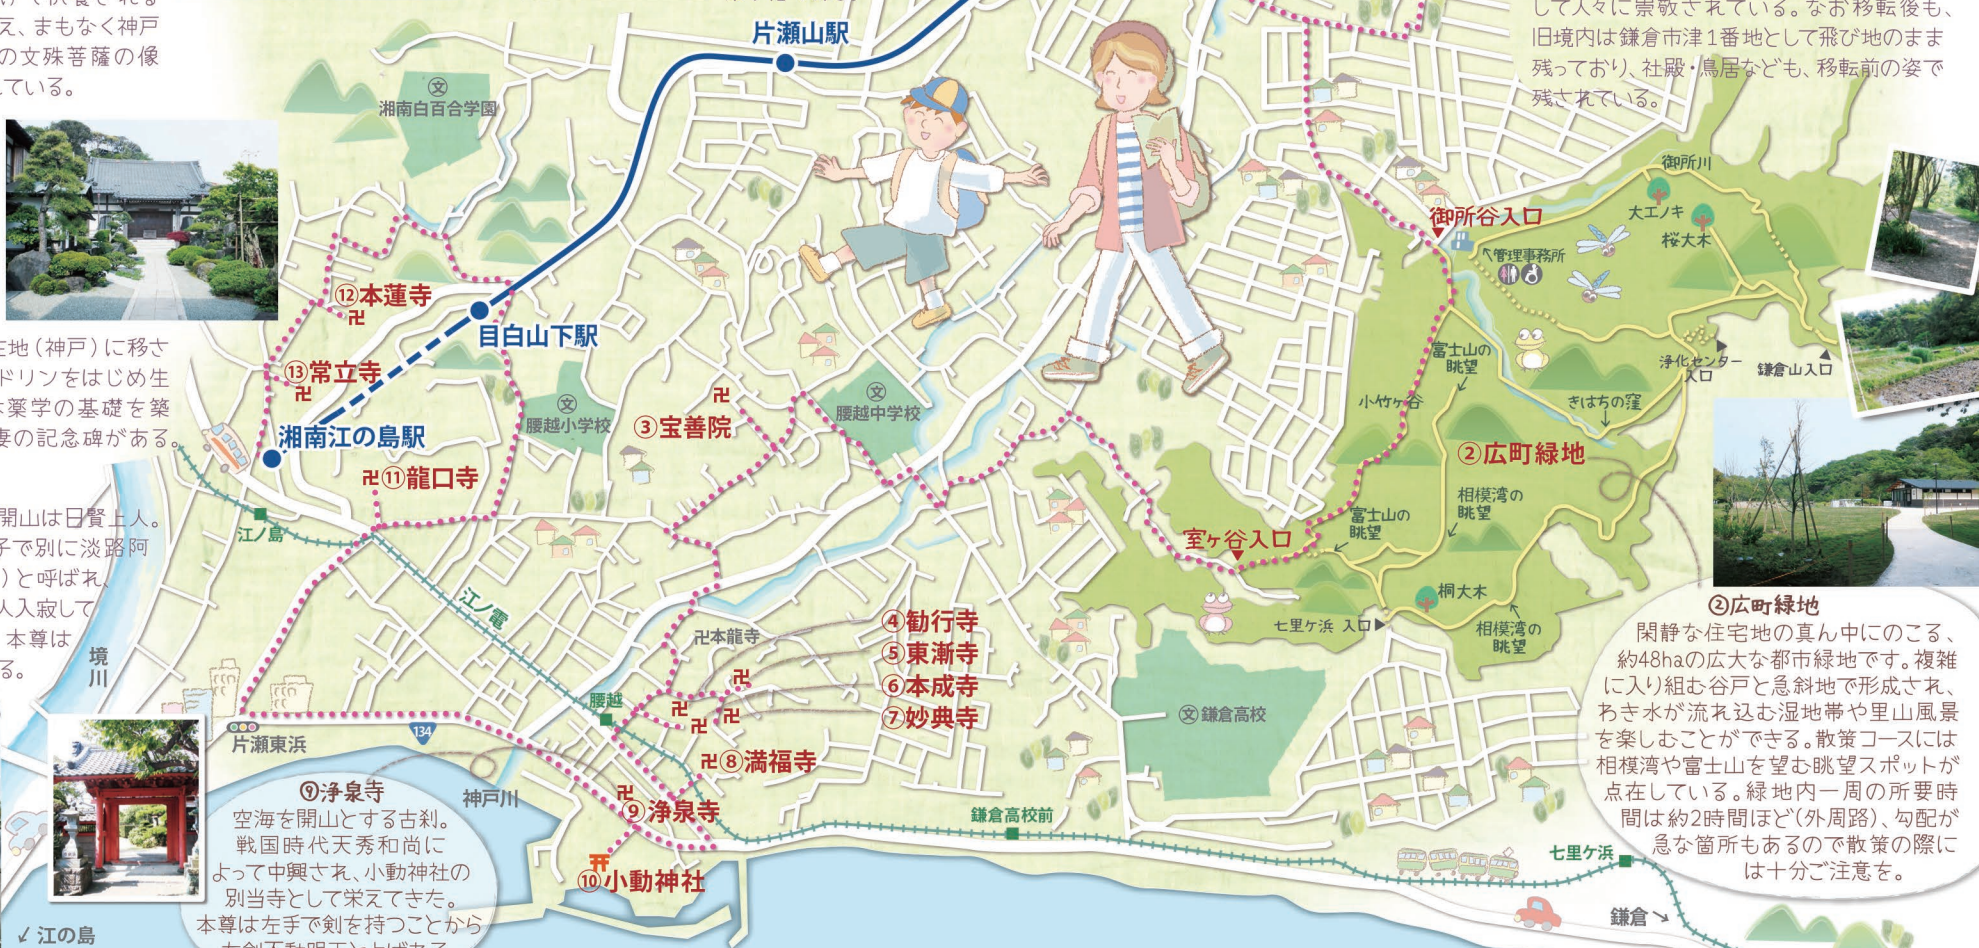 え、まもなく神戸
の文殊菩薩の像
ている。
して人々に崇敬されている。なお移転後も、
旧境内は鎌倉市津1番地として飛び地のまま
残っており、社殿・鳥居なども、移転前の姿で
残されている。
片瀬山駅
文
湘南白百合学園
御所川
大エノキ
桜大木
御所谷入口
管理事務所
⑫本蓮寺
卍
目白山下駅
在地(神戸)に移さ
ドリンをはじめ生
薬学の基礎を築
妻の記念碑がある。
⑬常立寺
卍
湘南江の島駅
文
腰越小学校
卍
③宝善院
文
腰越中学校
富士山の
眺望
小竹ヶ谷
浄化センター
入口
鎌倉山入口
きはちの窪
②広町緑地
相模湾の
眺望
富士山の
眺望
室ヶ谷入口
桐大木
七里ケ浜 入口
相模湾の
眺望
卍⑪龍口寺
江ノ島
開山は日賢上人。
子で別に淡路阿
)と呼ばれ、
人入寂して
本尊は
る。
境川
江ノ電
卍本龍寺
④勧行寺
⑤東漸寺
⑥本成寺
⑦妙典寺
卍
卍
卍
卍
腰越
卍⑧満福寺
文 鎌倉高校
片瀬東浜
134
神戸川
卍
⑨浄泉寺
⑩小動神社
鎌倉高校前
七里ケ浜
鎌倉
江の島
②広町緑地
閑静な住宅地の真ん中にのこる、
約48haの広大な都市緑地です。複雑
に入り組む谷戸と急斜地で形成され、
わき水が流れ込む湿地帯や里山風景
を楽しむことができる。散策コースには
相模湾や富士山を望む眺望スポットが
点在している。緑地内一周の所要時
間は約2時間ほど(外周路)、勾配が
急な箇所もあるので散策の際に
は十分ご注意を。
⑨浄泉寺
空海を開山とする古刹。
戦国時代天秀和尚に
よって中興され、小動神社の
別当寺として栄えてきた。
本尊は左手で剣を持つことから